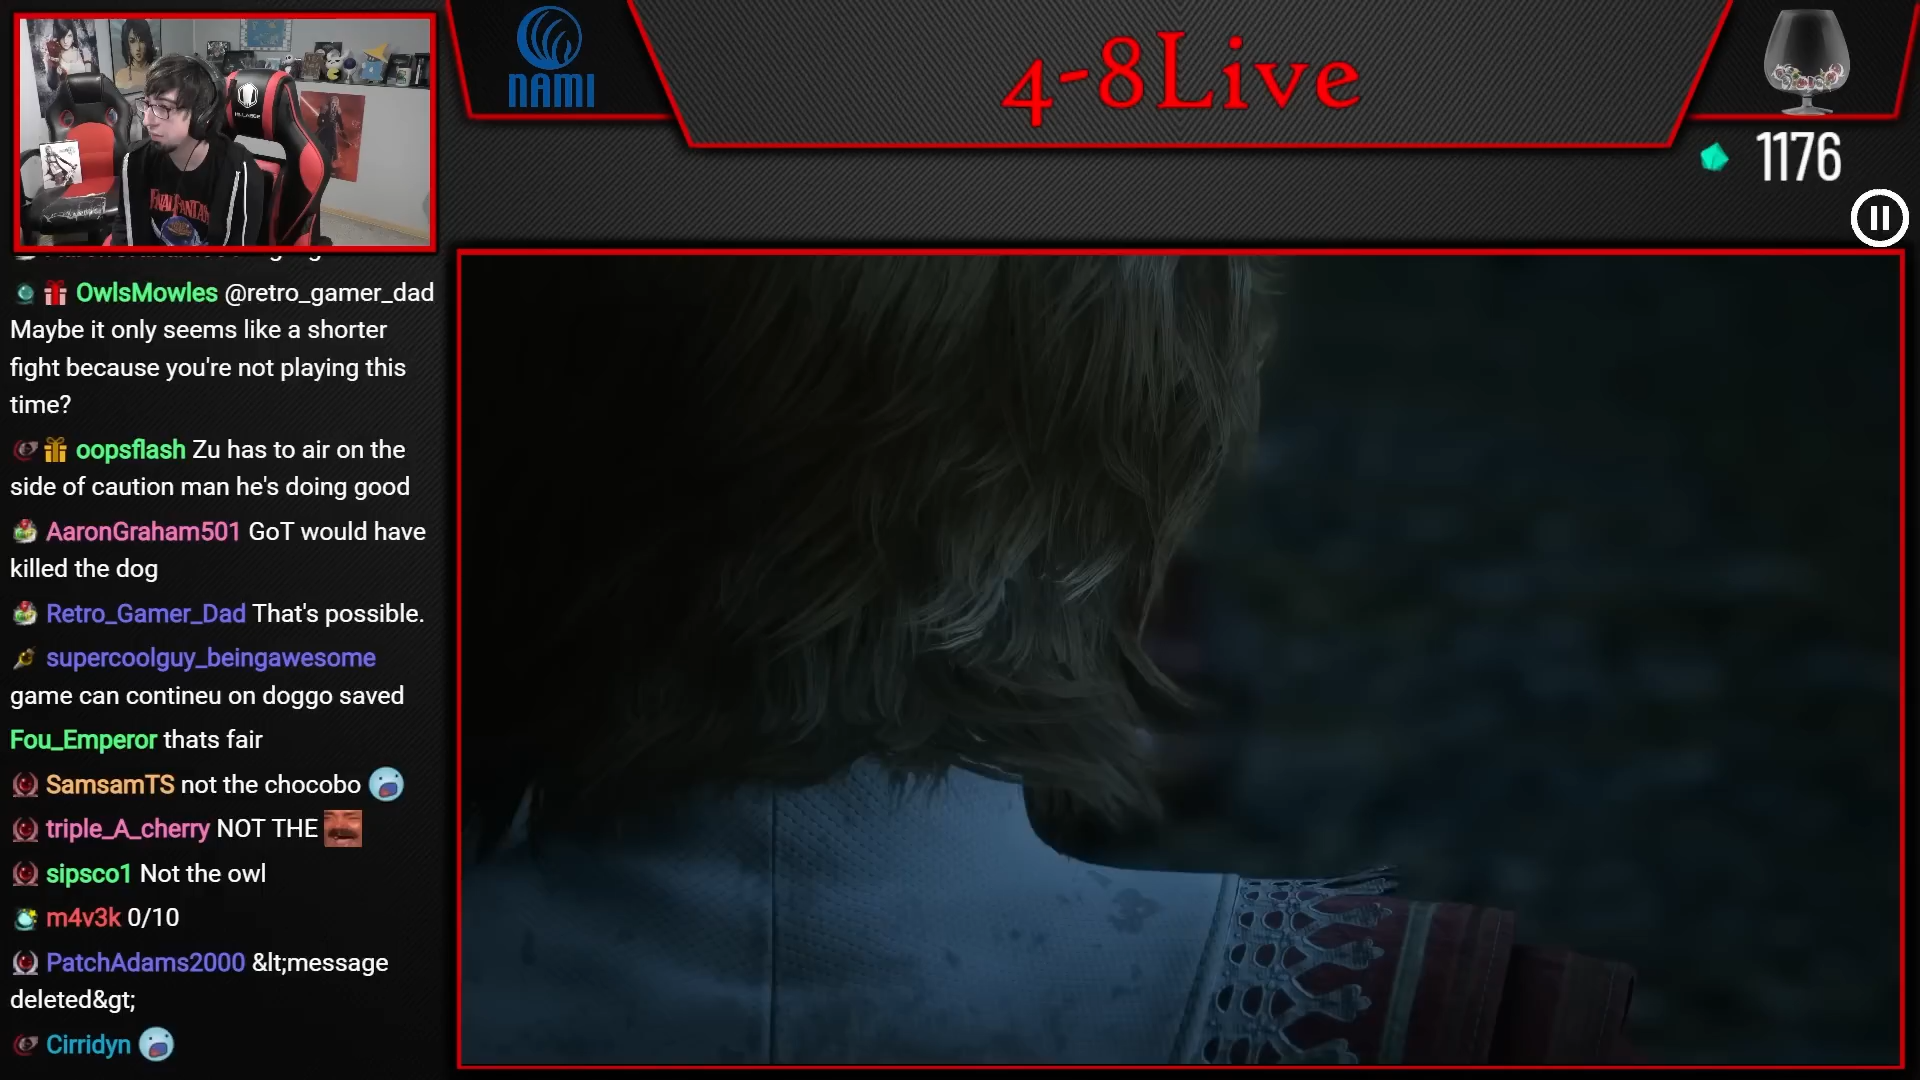 NAMI
4-8Live
1176
OwlsMowles @retro_gamer_dad
Maybe it only seems like a shorter
fight because you're not playing this
time?
oopsflash Zu has to air on the
side of caution man he's doing good
AaronGraham501 GoT would have
killed the dog
Retro_Gamer_Dad That's possible.
supercoolguy_beingawesome
game can contineu on doggo saved
Fou_Emperor thats fair
SamsamTS not the chocobo
triple_A_cherry NOT THE
sipsco1 Not the owl
m4v3k 0/10
PatchAdams2000 &lt;message
deleted&gt;
Cirridyn